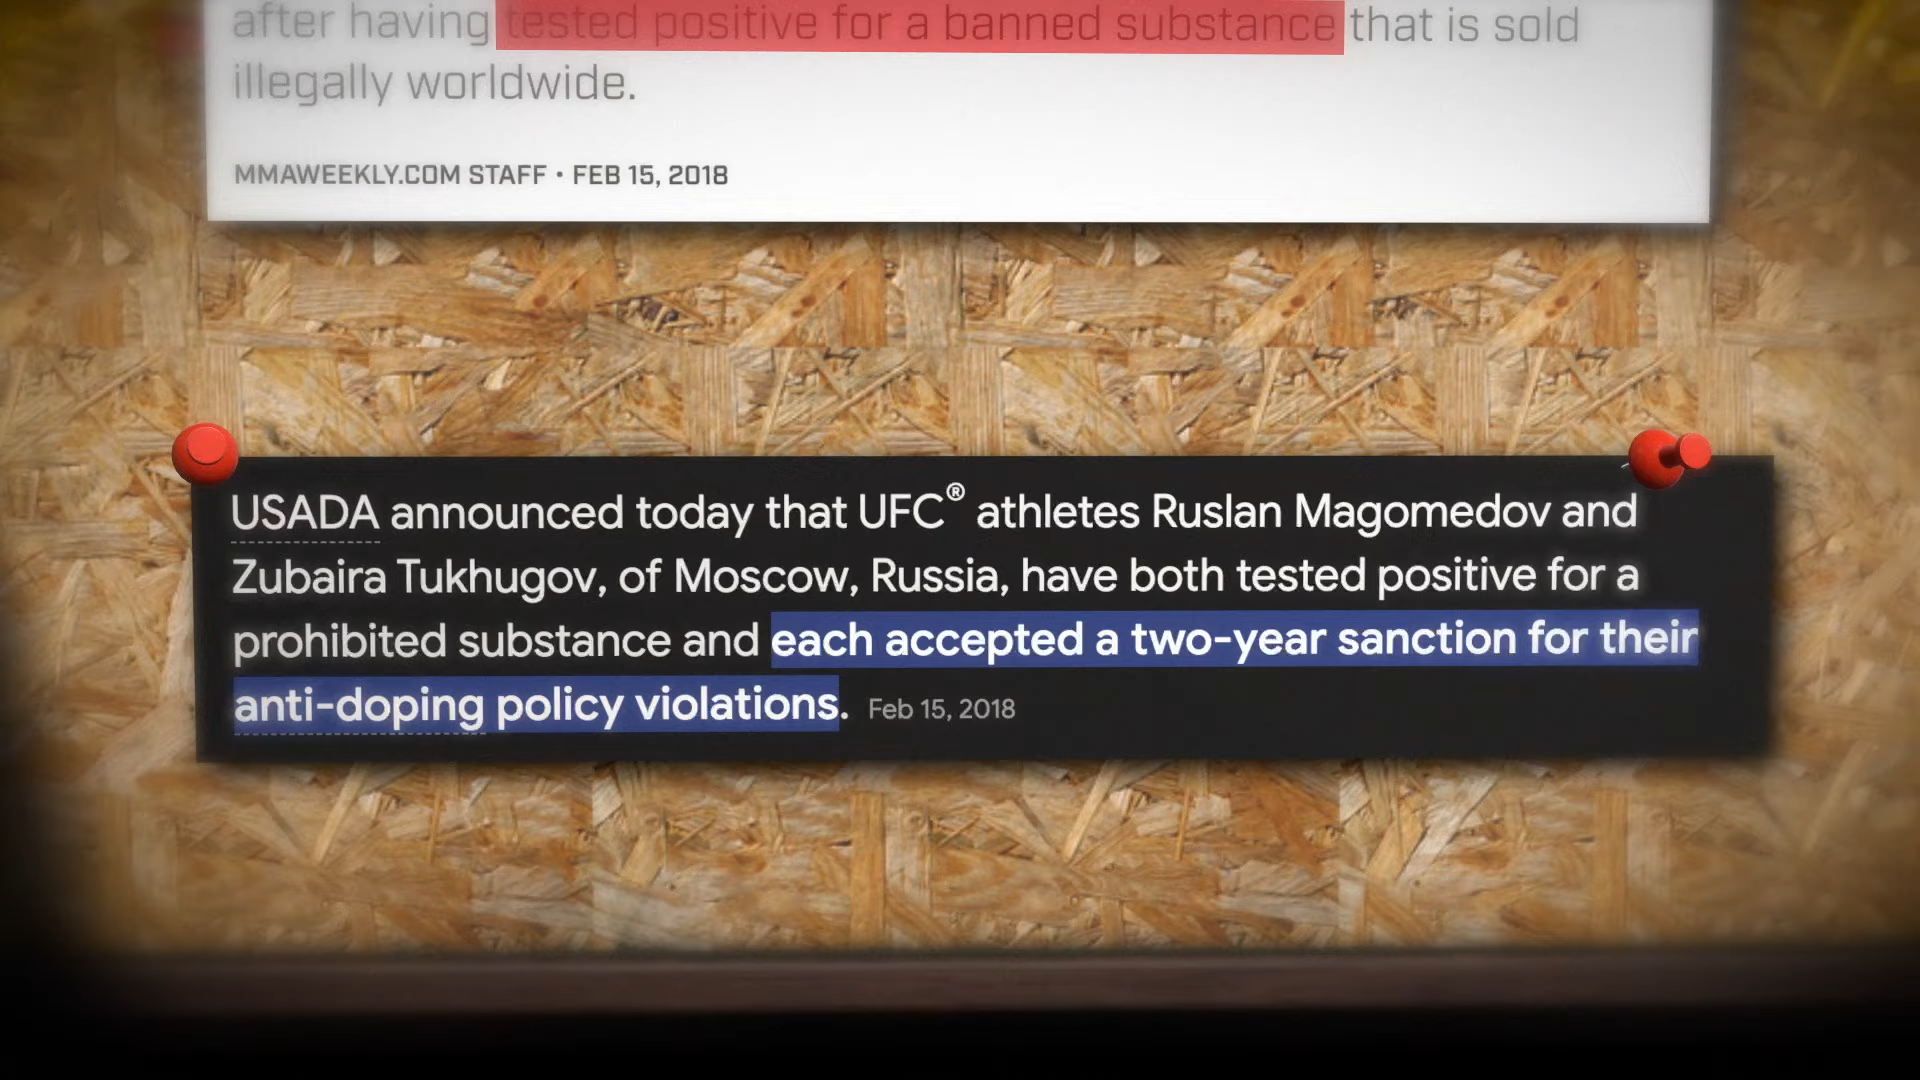 after having tested positive for a banned substance that is sold
illegally worldwide.
MMAWEEKLY.COM STAFF • FEB 15, 2018
USADA announced today that UFC® athletes Ruslan Magomedov and
Zubaira Tukhugov, of Moscow, Russia, have both tested positive for a
prohibited substance and each accepted a two-year sanction for their
anti-doping policy violations. Feb 15, 2018